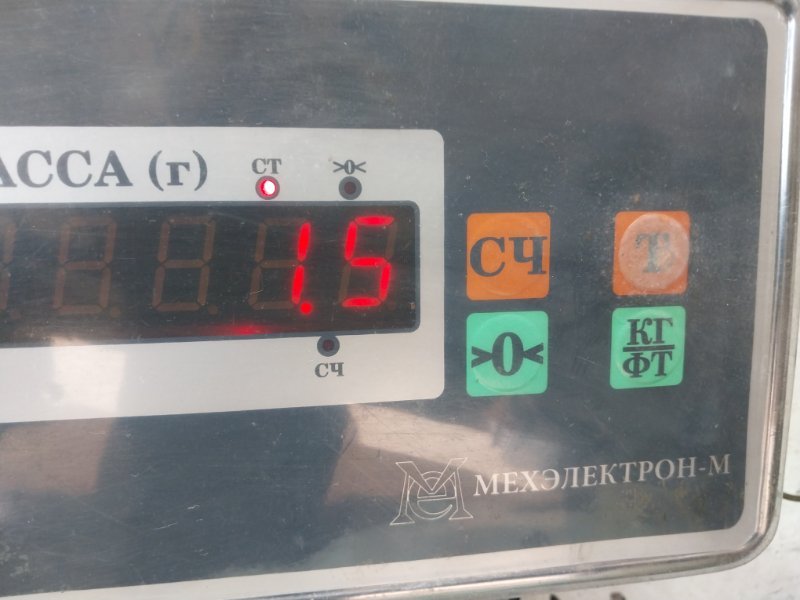 АССА (г)
СТ
>0<
1.5
СЧ
СЧ
Т
>0<
КГ
ФТ
МЕХЭЛЕКТРОН-М